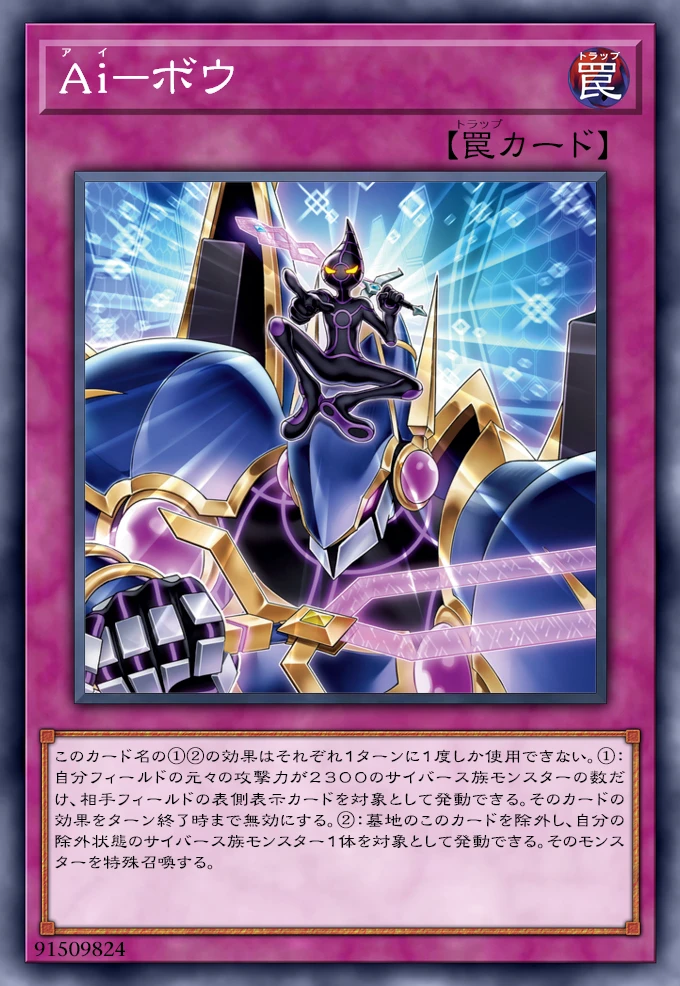 アイ
Ai－ボウ
トラップ
罠
トラップ
【罠カード】
このカード名の①②の効果はそれぞれ１ターンに１度しか使用できない。①：
自分フィールドの元々の攻撃力が２３００のサイバース族モンスターの数だ
け、相手フィールドの表側表示カードを対象として発動できる。そのカードの
効果をターン終了時まで無効にする。②：墓地のこのカードを除外し、自分の
除外状態のサイバース族モンスター１体を対象として発動できる。そのモンス
ターを特殊召喚する。
91509824